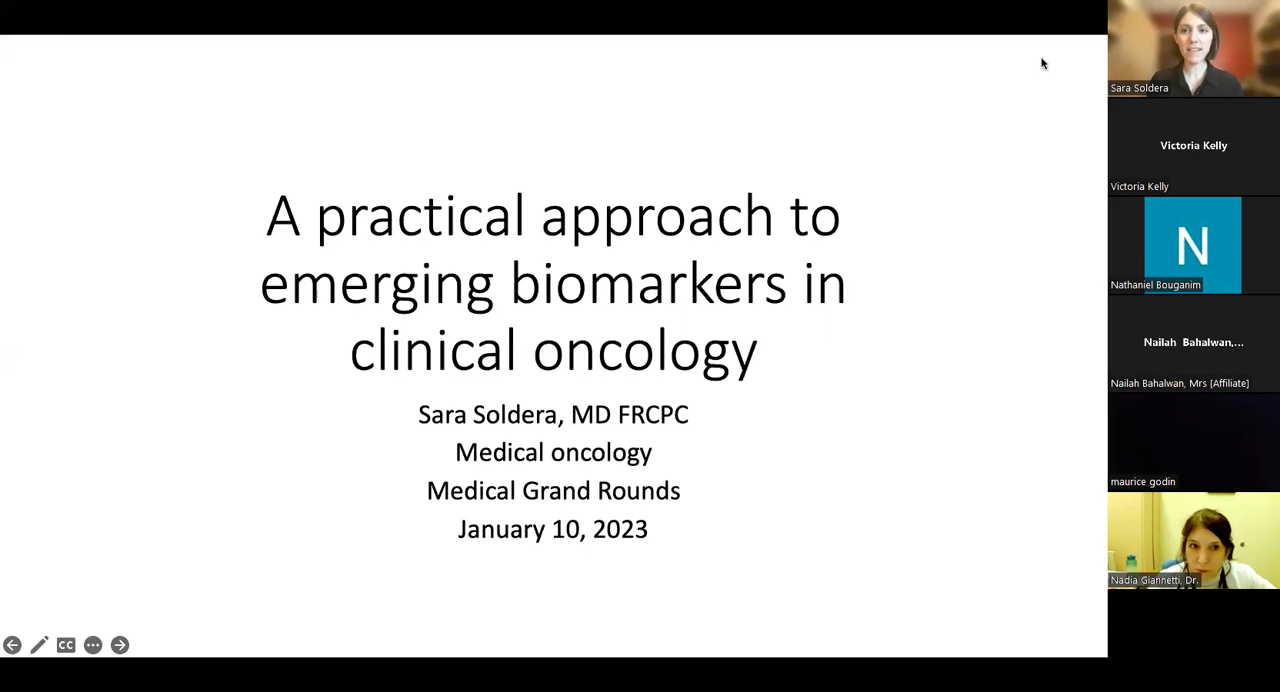 A practical approach to
emerging biomarkers in
clinical oncology
Sara Soldera, MD FRCPC
Medical oncology
Medical Grand Rounds
January 10, 2023
CC
Sara Soldera
Victoria Kelly
Victoria Kelly
N
Nathaniel Bouganim
Nailah Bahalwan,...
Nailah Bahalwan, Mrs [Affiliate]
maurice godin
Nadia Giannetti, Dr.